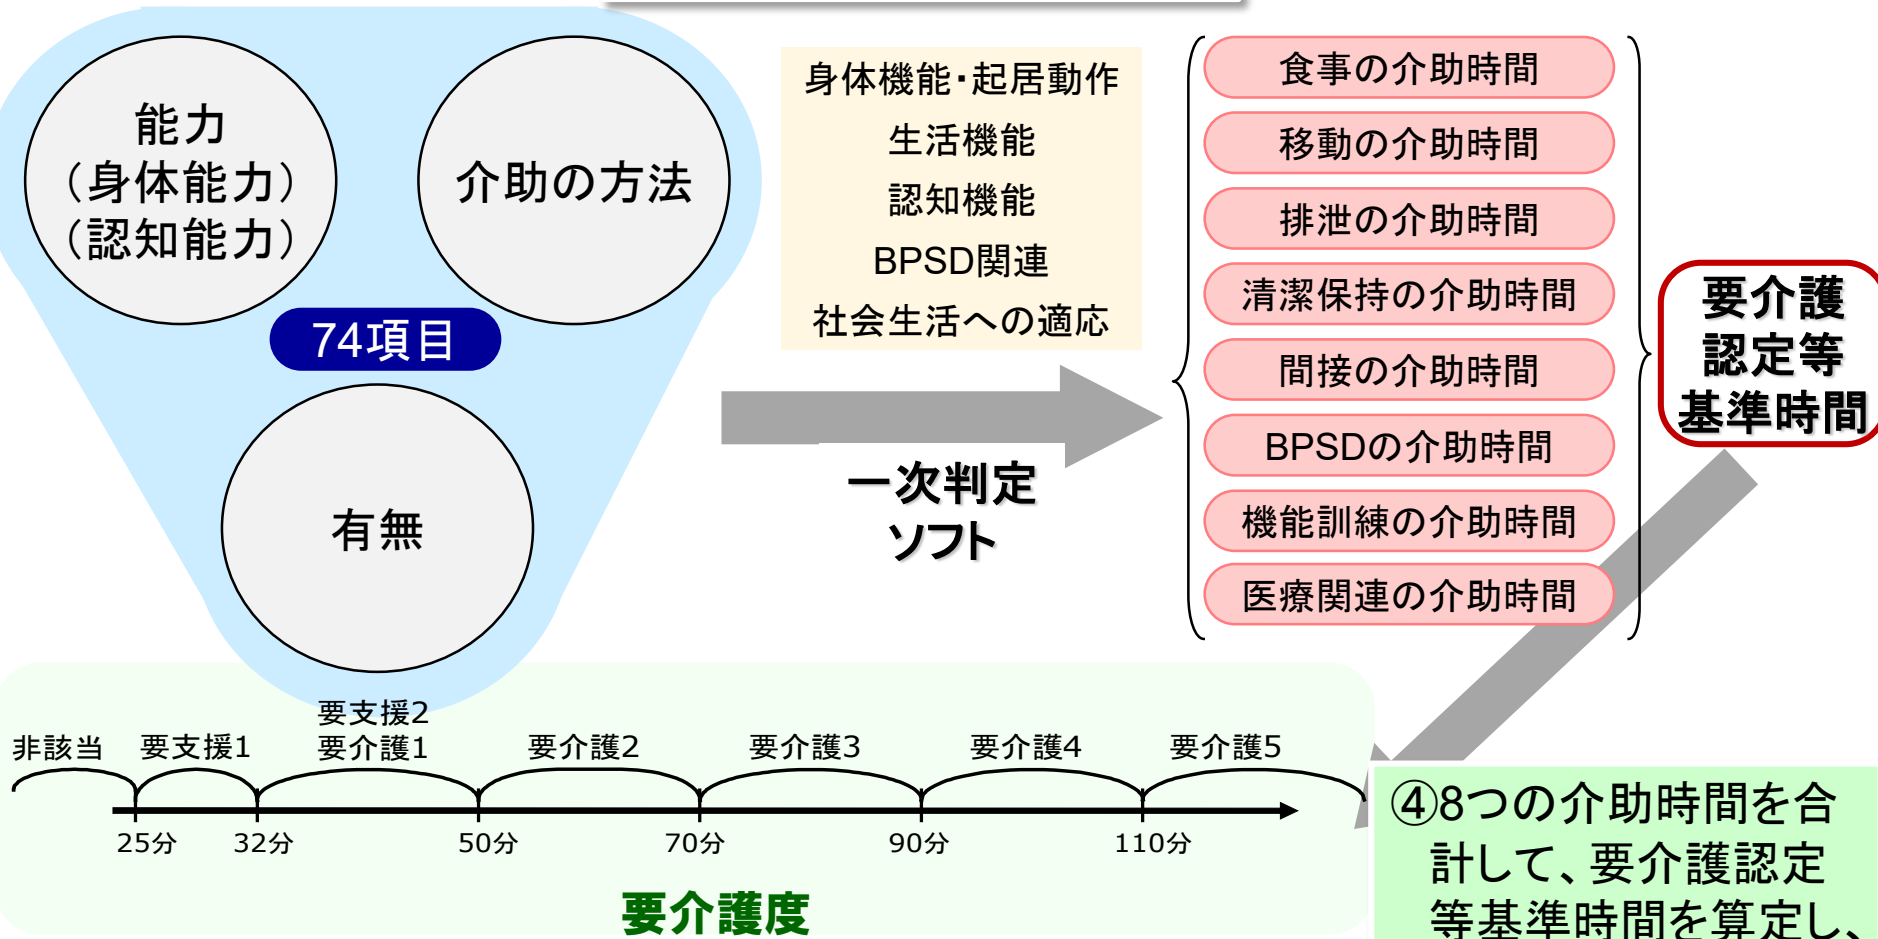 能力
（身体能力）
（認知能力）
介助の方法
74項目
有無
身体機能・起居動作
生活機能
認知機能
BPSD関連
社会生活への適応
一次判定
ソフト
食事の介助時間
移動の介助時間
排泄の介助時間
清潔保持の介助時間
間接の介助時間
BPSDの介助時間
機能訓練の介助時間
医療関連の介助時間
要介護
認定等
基準時間
非該当
要支援1
要支援2
要介護1
要介護2
要介護3
要介護4
要介護5
25分
32分
50分
70分
90分
110分
要介護度
④8つの介助時間を合
計して、要介護認定
等基準時間を算定し、